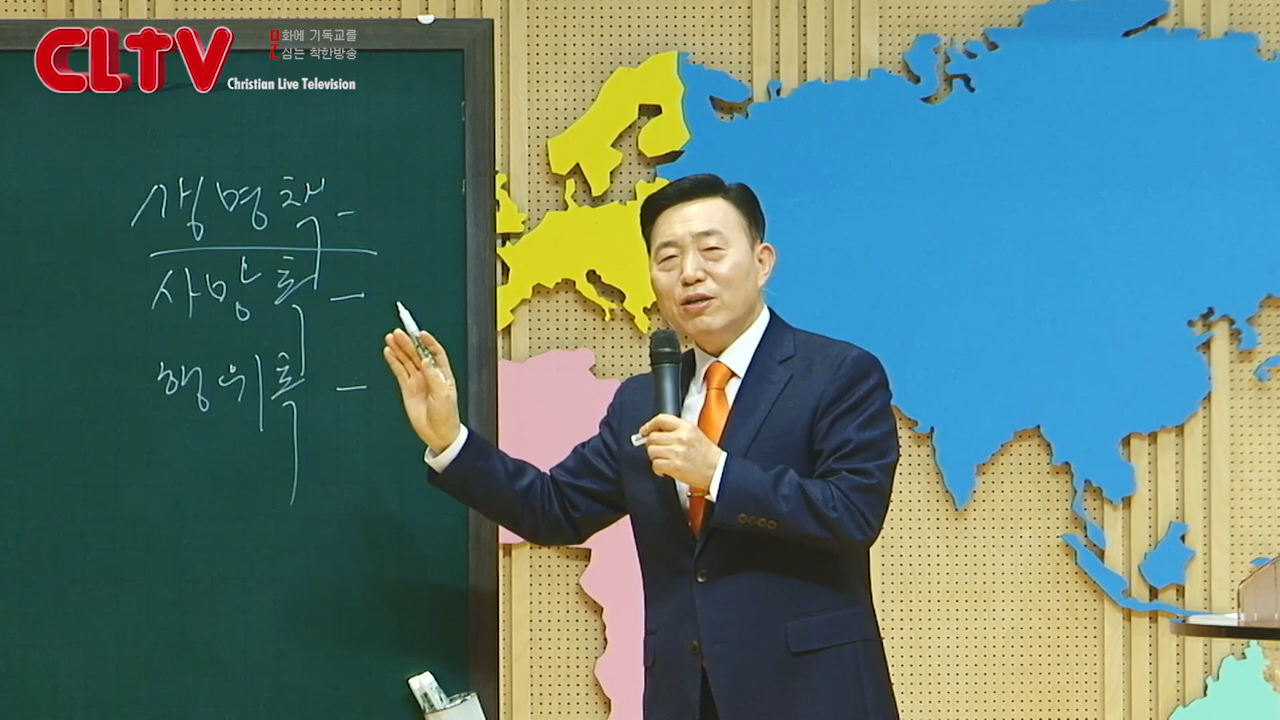 CLTV
문화에 기독교를
심는 착한방송
Christian Live Television
생명책 -
사망록 -
행위록 -